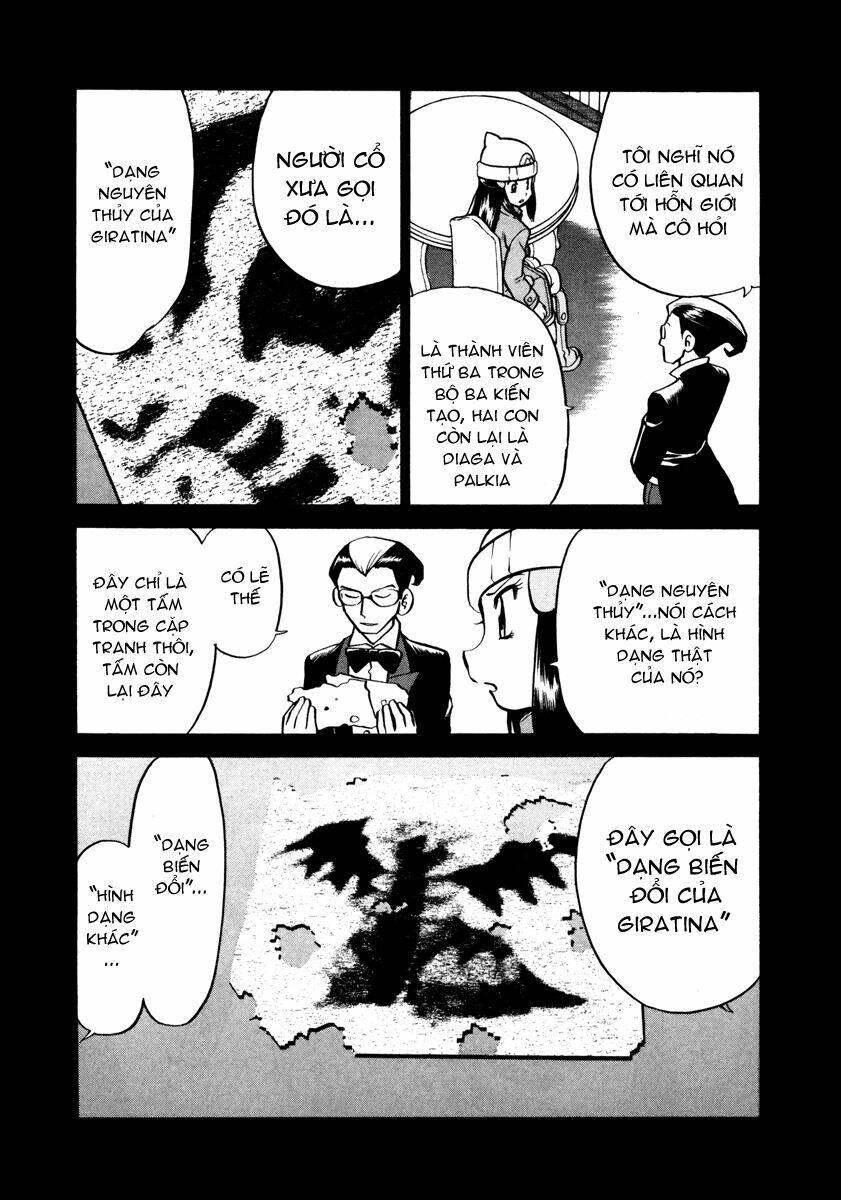 TÔI NGHĨ NÓ
CÓ LIÊN QUAN
TỚI HỖN GIỚI
MÀ CÔ HỎI
LÀ THÀNH VIÊN
THỨ BA TRONG
BỘ BA KIẾN
TẠO, HAI CON
CÒN LẠI LÀ
DIAGA VÀ
PALKIA
NGƯỜI CỔ
XƯA GỌI
ĐÓ LÀ...
"DẠNG
NGUYÊN
THỦY CỦA
GIRATINA"
"DẠNG NGUYÊN
THỦY"...NÓI CÁCH
KHÁC, LÀ HÌNH
DẠNG THẬT
CỦA NÓ?
CÓ LẼ
THẾ
ĐÂY CHỈ LÀ
MỘT TẤM
TRONG CẶP
TRANH THÔI,
TẤM CÒN
LẠI ĐÂY
ĐÂY GỌI LÀ
"DẠNG BIẾN
ĐỔI CỦA
GIRATINA"
"DẠNG
BIẾN
ĐỔI"...
"HÌNH
DẠNG
KHÁC"
...